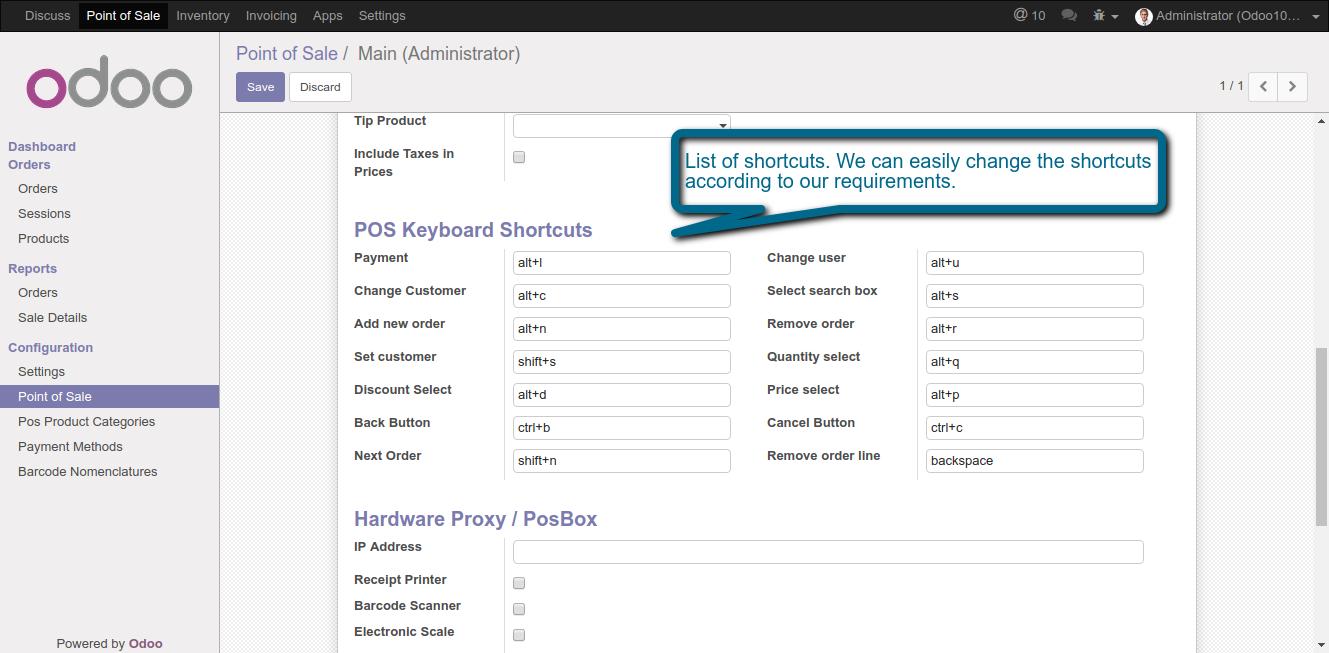 Discuss Point of Sale Inventory Invoicing Apps Settings @ 10 Administrator (Odoo10...
odoo
Point of Sale / Main (Administrator)
Save Discard 1 / 1
Dashboard
Orders
Orders
Sessions
Products
Reports
Orders
Sale Details
Configuration
Settings
Point of Sale
Pos Product Categories
Payment Methods
Barcode Nomenclatures
Powered by Odoo
Tip Product
Include Taxes in
Prices
List of shortcuts. We can easily change the shortcuts
according to our requirements.
POS Keyboard Shortcuts
Payment alt+l Change user alt+u
Change Customer alt+c Select search box alt+s
Add new order alt+n Remove order alt+r
Set customer shift+s Quantity select alt+q
Discount Select alt+d Price select alt+p
Back Button ctrl+b Cancel Button ctrl+c
Next Order shift+n Remove order line backspace
Hardware Proxy / PosBox
IP Address
Receipt Printer
Barcode Scanner
Electronic Scale